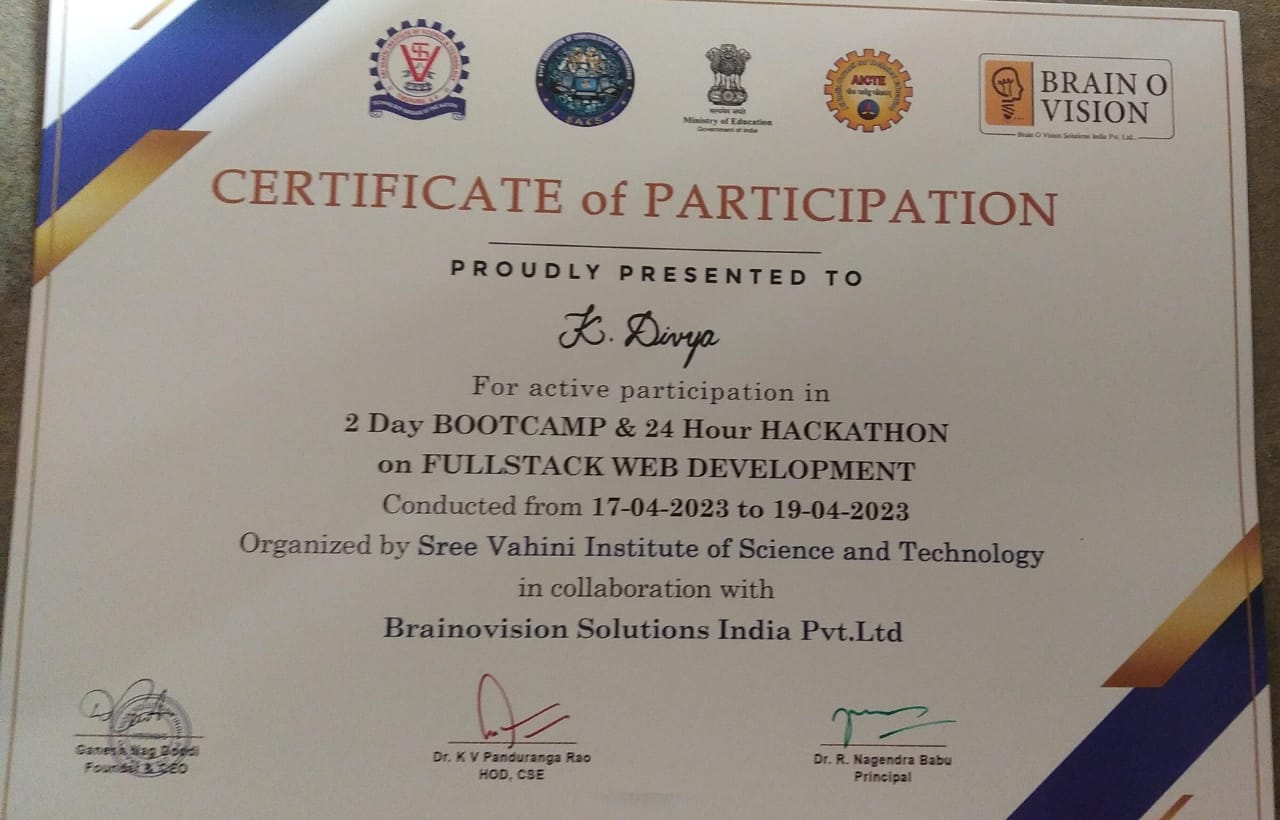 SACS
Ministry of Education
Government of India
AICTE
BRAIN O
VISION
Brain O Vision Solutions India Pvt. Ltd.
CERTIFICATE of PARTICIPATION
PROUDLY PRESENTED TO
K. Divya
For active participation in
2 Day BOOTCAMP & 24 Hour HACKATHON
on FULLSTACK WEB DEVELOPMENT
Conducted from 17-04-2023 to 19-04-2023
Organized by Sree Vahini Institute of Science and Technology
in collaboration with
Brainovision Solutions India Pvt.Ltd
Ganesh Nag Doddi
Founder & CEO
Dr. K V Panduranga Rao
HOD, CSE
Dr. R. Nagendra Babu
Principal